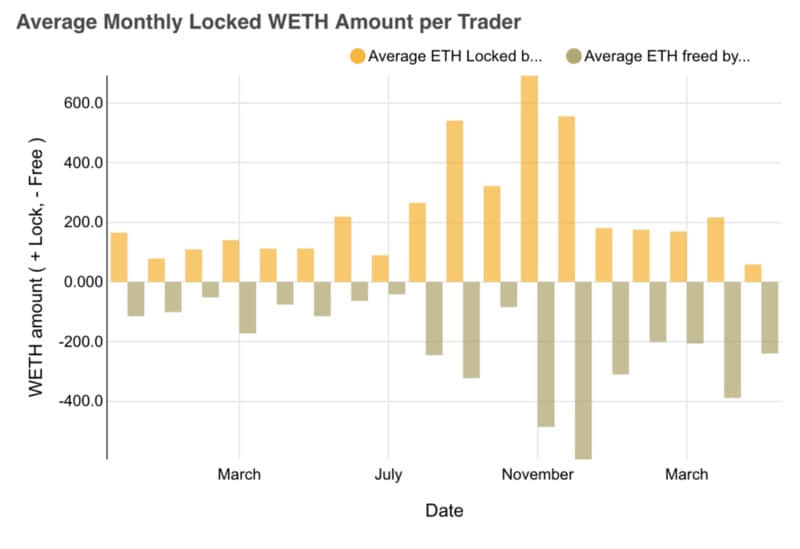 Average Monthly Locked WETH Amount per Trader
Average ETH Locked b... Average ETH freed by...
WETH amount ( + Lock, - Free )
600.0
400.0
200.0
0.000
-200.0
-400.0
March July November March
Date